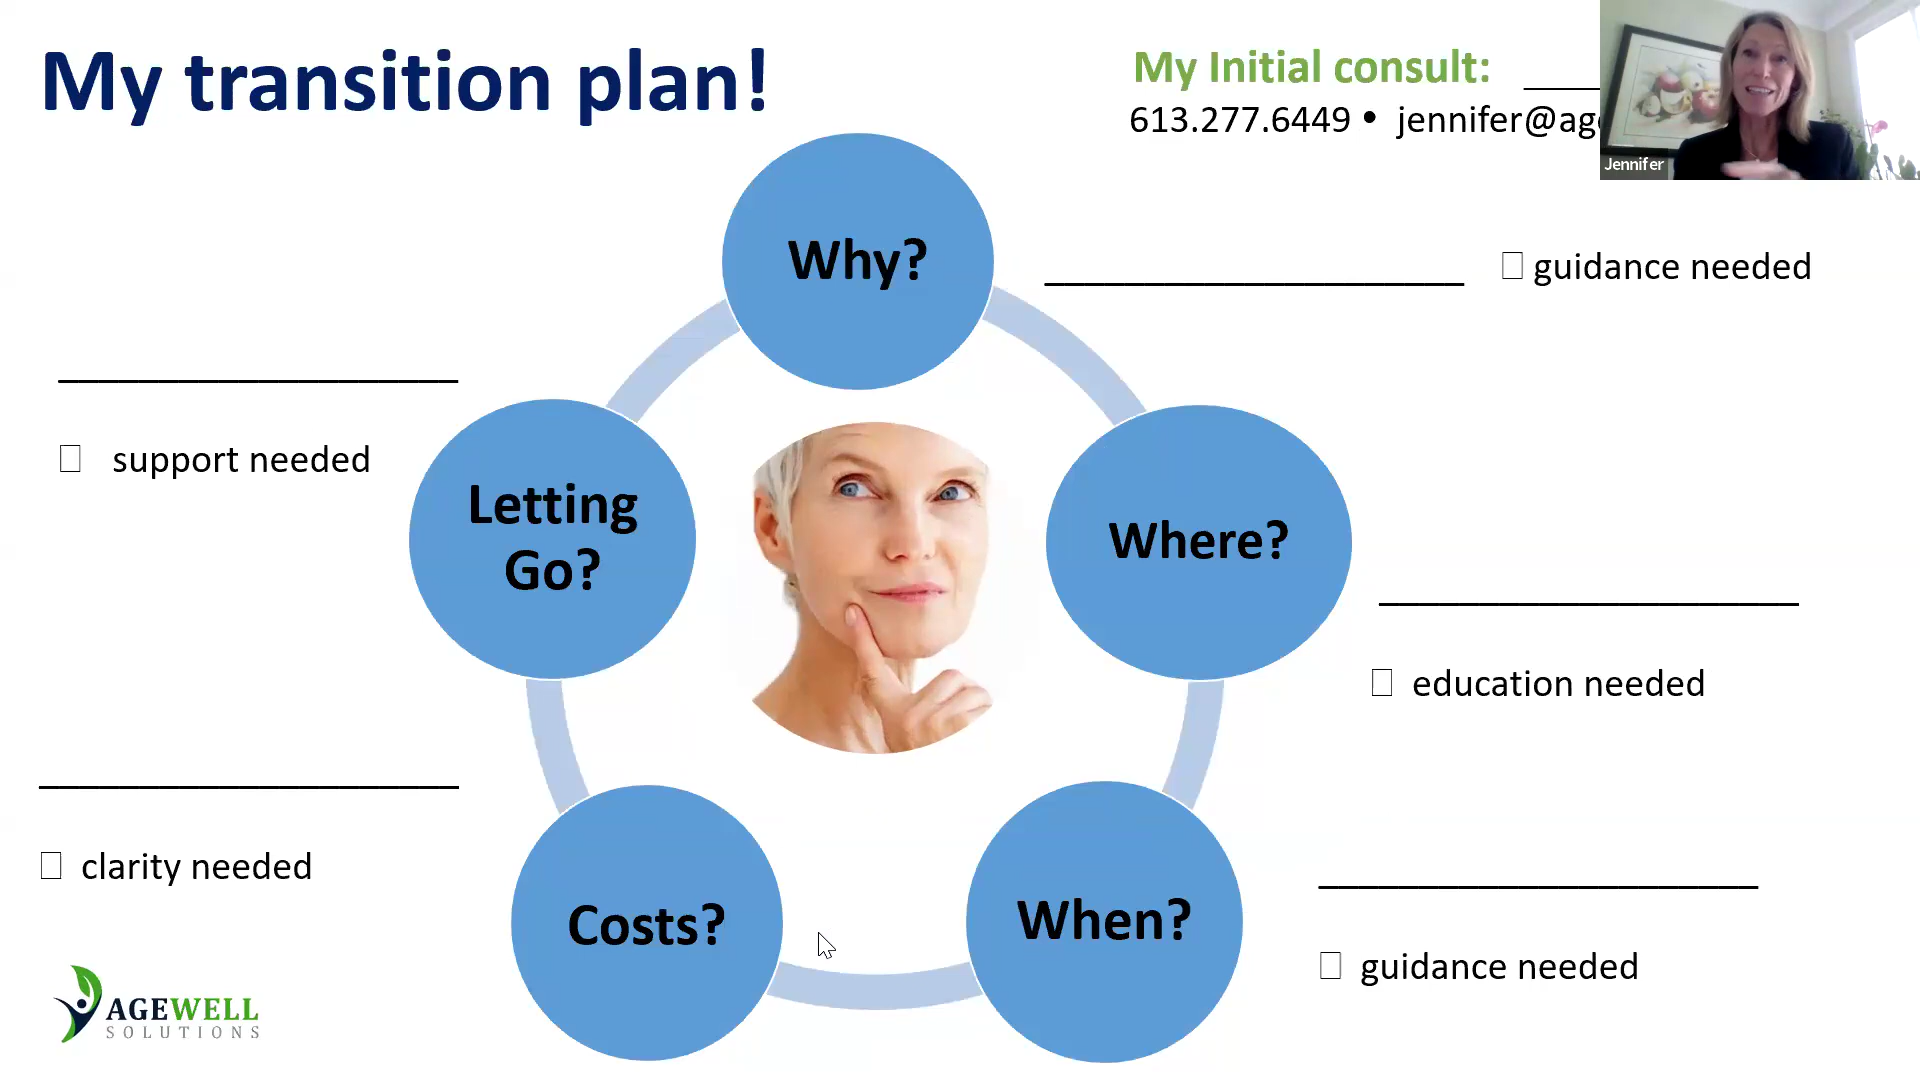 My transition plan!
My Initial consult:
613.277.6449 • jennifer@ag
Jennifer
Why?
guidance needed
Where?
education needed
When?
guidance needed
Costs?
clarity needed
Letting
Go?
support needed
AGEWELL
SOLUTIONS